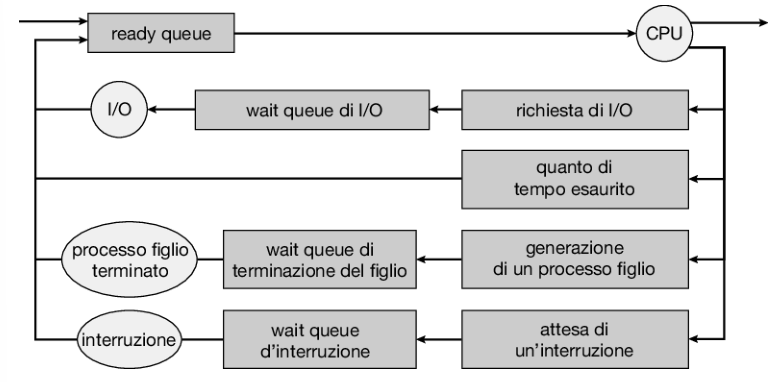 ready queue
CPU
I/O
wait queue di I/O
richiesta di I/O
quanto di
tempo esaurito
processo figlio
terminato
wait queue di
terminazione del figlio
generazione
di un processo figlio
interruzione
wait queue
d'interruzione
attesa di
un'interruzione